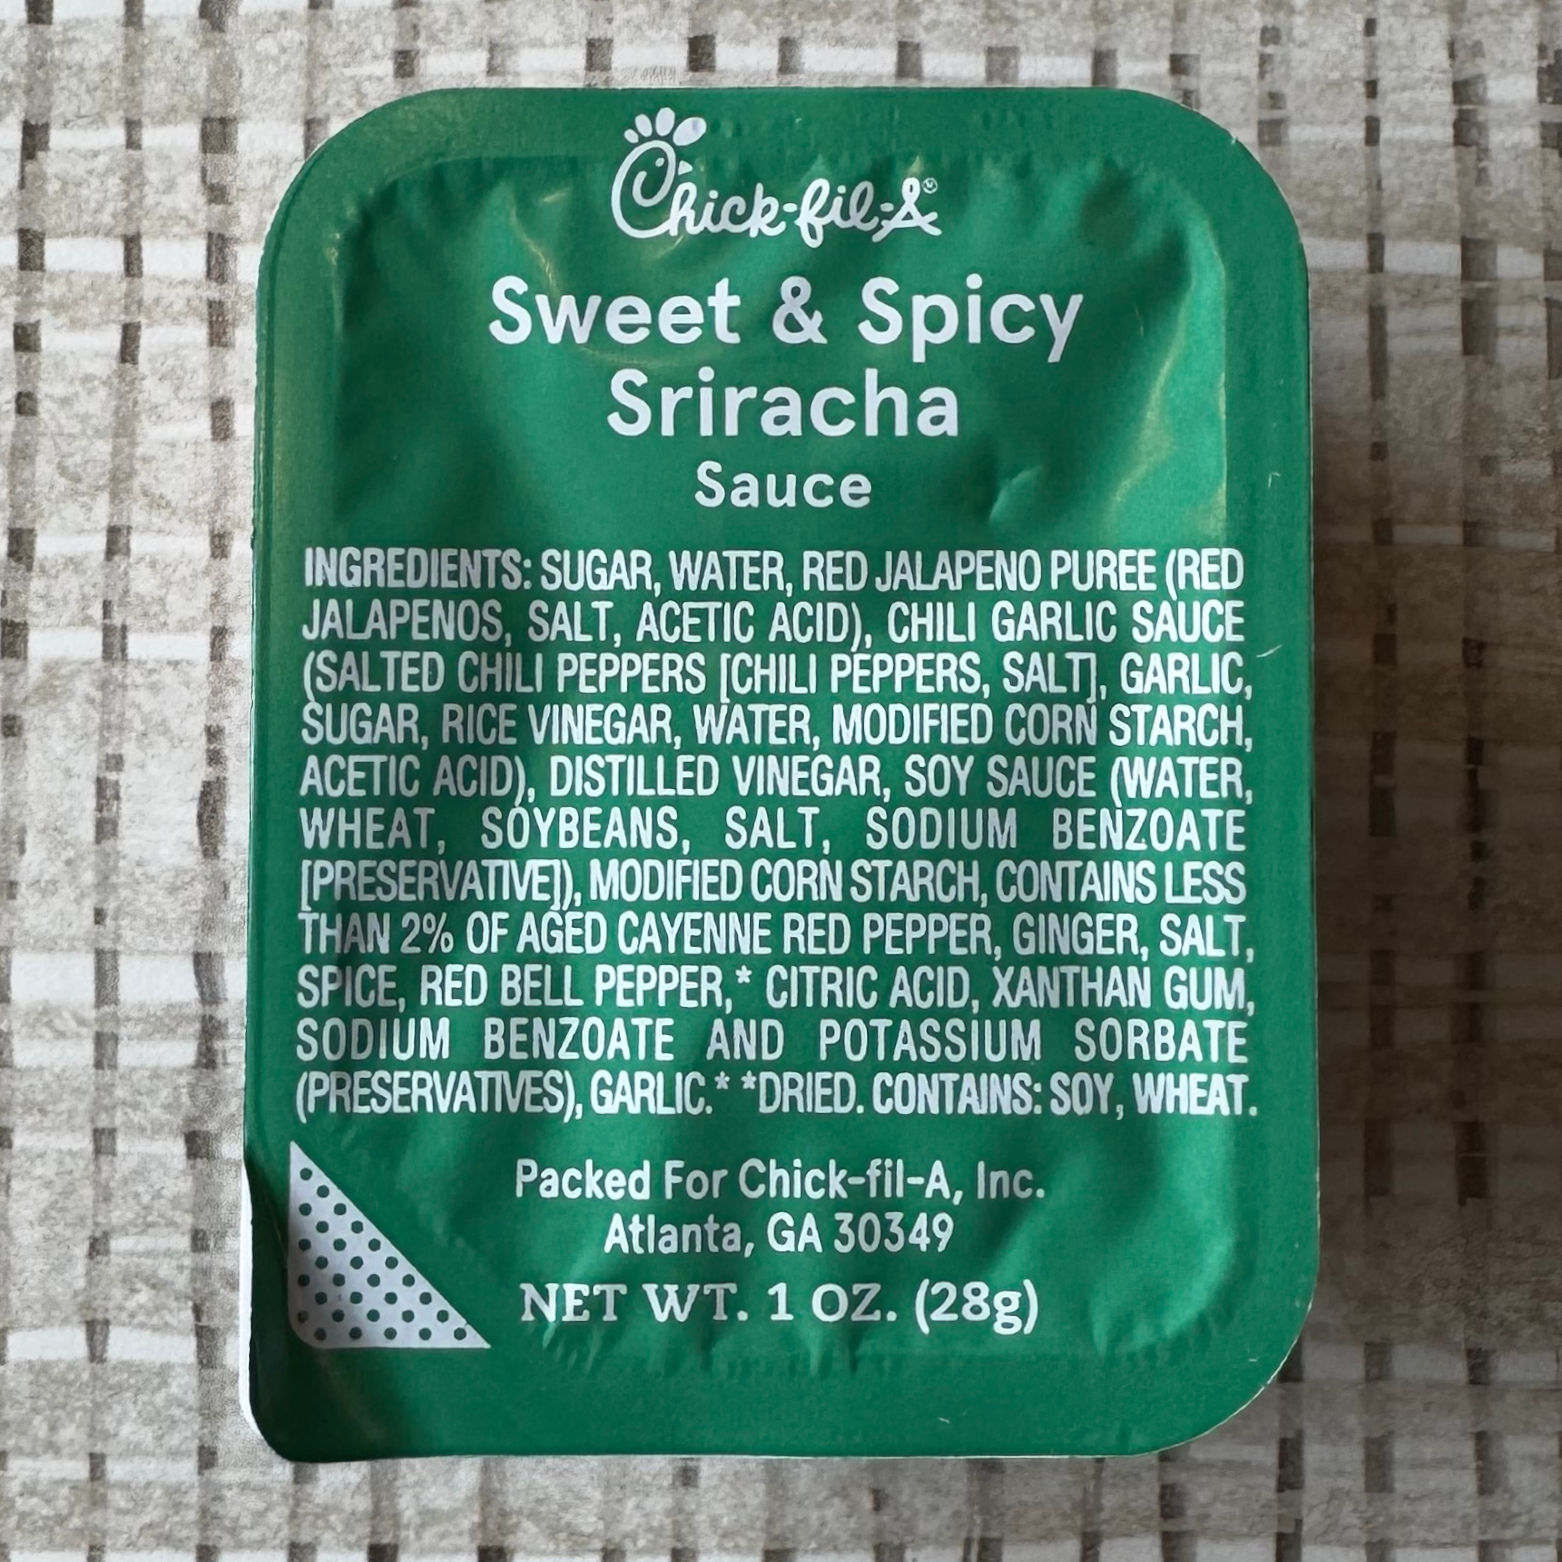 Chick-fil-A®
Sweet & Spicy
Sriracha
Sauce
INGREDIENTS: SUGAR, WATER, RED JALAPENO PUREE (RED
JALAPENOS, SALT, ACETIC ACID), CHILI GARLIC SAUCE
(SALTED CHILI PEPPERS [CHILI PEPPERS, SALT], GARLIC,
SUGAR, RICE VINEGAR, WATER, MODIFIED CORN STARCH,
ACETIC ACID), DISTILLED VINEGAR, SOY SAUCE (WATER,
WHEAT, SOYBEANS, SALT, SODIUM BENZOATE
[PRESERVATIVE]), MODIFIED CORN STARCH, CONTAINS LESS
THAN 2% OF AGED CAYENNE RED PEPPER, GINGER, SALT,
SPICE, RED BELL PEPPER,* CITRIC ACID, XANTHAN GUM,
SODIUM BENZOATE AND POTASSIUM SORBATE
(PRESERVATIVES), GARLIC.* *DRIED. CONTAINS: SOY, WHEAT.
Packed For Chick-fil-A, Inc.
Atlanta, GA 30349
NET WT. 1 OZ. (28g)